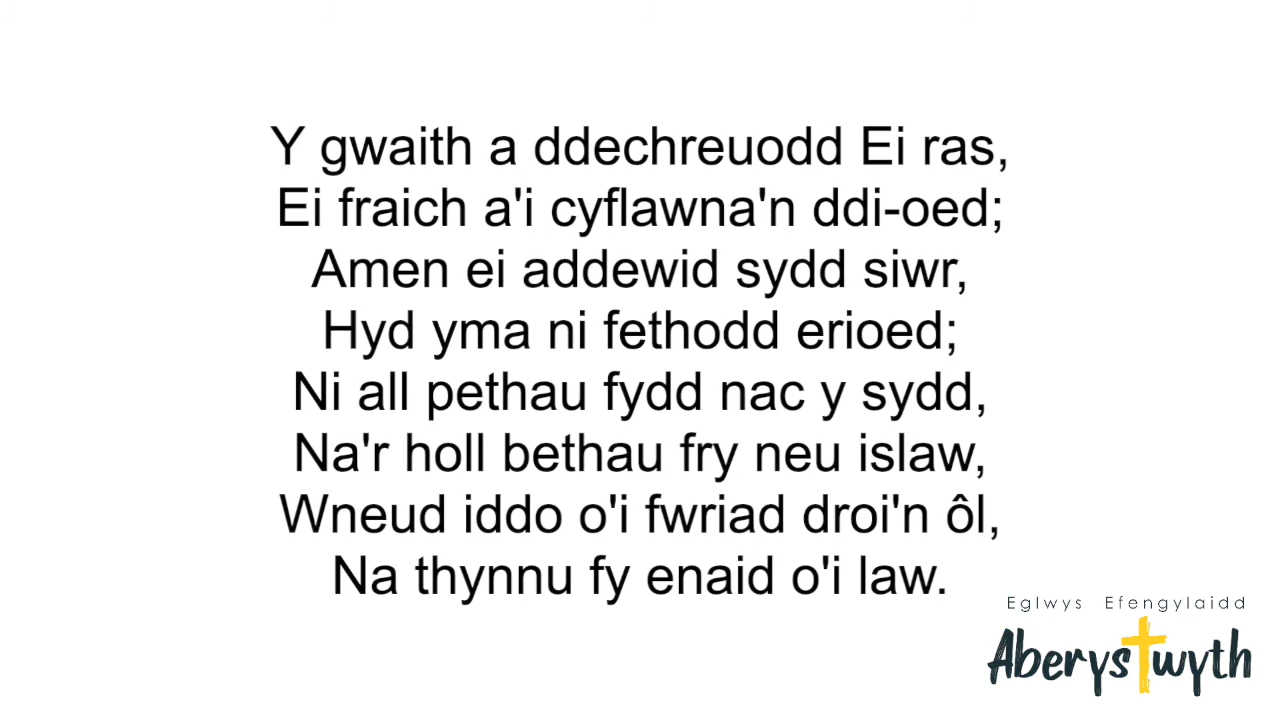 Y gwaith a ddechreuodd Ei ras,
Ei fraich a'i cyflawna'n ddi-oed;
Amen ei addewid sydd siwr,
Hyd yma ni fethodd erioed;
Ni all pethau fydd nac y sydd,
Na'r holl bethau fry neu islaw,
Wneud iddo o'i fwriad droi'n ôl,
Na thynnu fy enaid o'i law.
Eglwys Efengylaidd
Aberystwyth